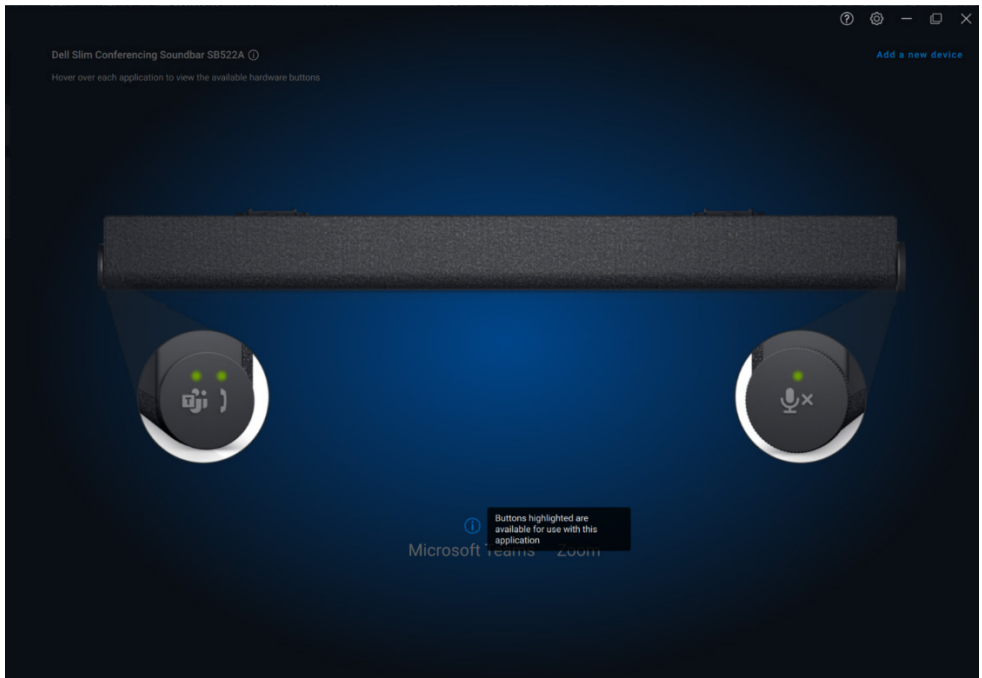 Dell Slim Conferencing Soundbar SB522A
Add a new device
Hover over each application to view the available hardware buttons
Buttons highlighted are
available for use with this
application
Microsoft Teams Zoom